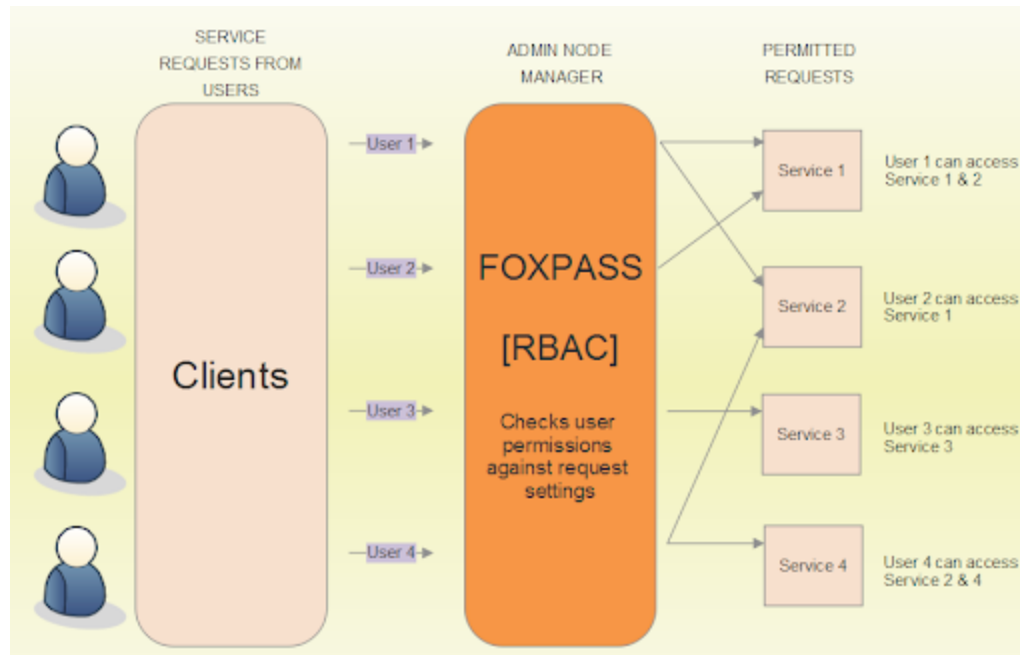 SERVICE
REQUESTS FROM
USERS
ADMIN NODE
MANAGER
PERMITTED
REQUESTS
Clients
User 1
User 2
User 3
User 4
FOXPASS
[RBAC]
Checks user
permissions
against request
settings
Service 1
User 1 can access
Service 1 & 2
Service 2
User 2 can access
Service 1
Service 3
User 3 can access
Service 3
Service 4
User 4 can access
Service 2 & 4